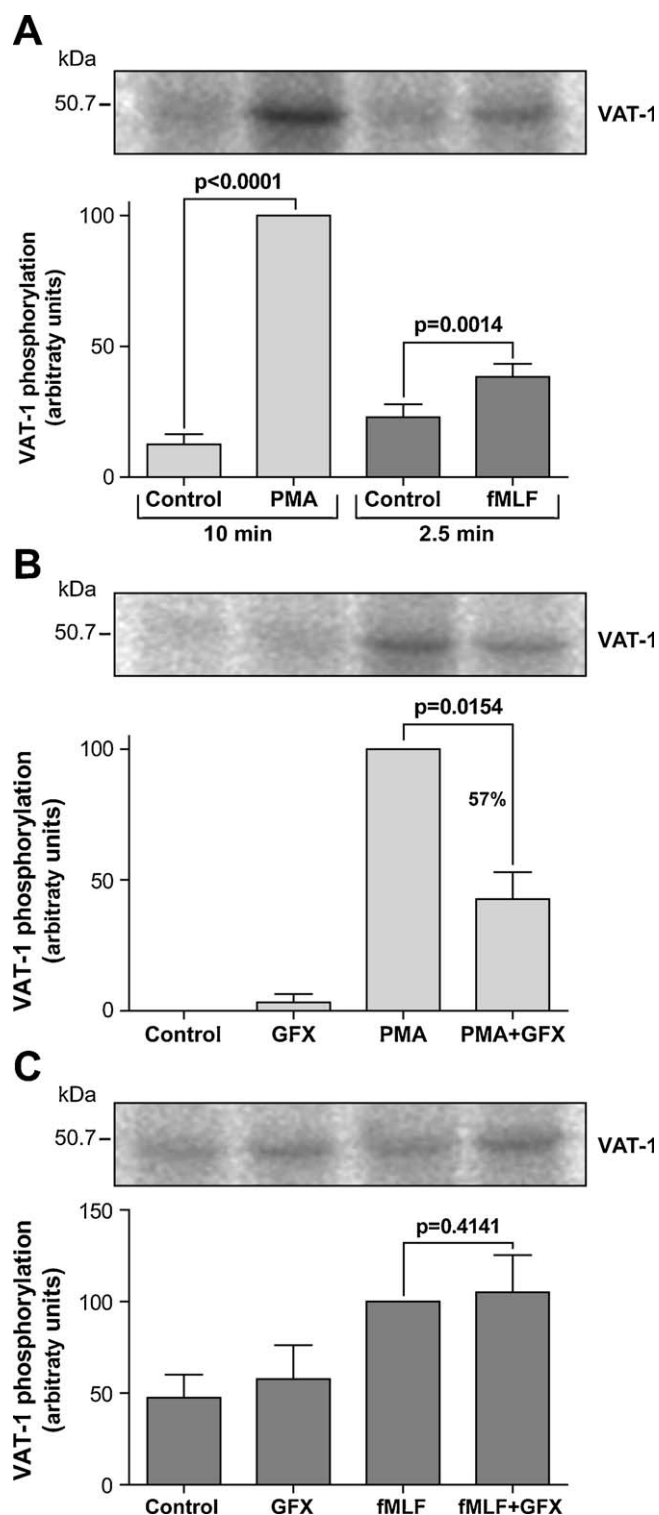 A
kDa
50.7
VAT-1
p<0.0001
p=0.0014
VAT-1 phosphorylation
(arbitraty units)
100
50
0
Control PMA Control fMLF
10 min 2.5 min
B
kDa
50.7
VAT-1
p=0.0154
57%
VAT-1 phosphorylation
(arbitraty units)
100
50
0
Control GFX PMA PMA+GFX
C
kDa
50.7
VAT-1
p=0.4141
VAT-1 phosphorylation
(arbitraty units)
150
100
50
0
Control GFX fMLF fMLF+GFX